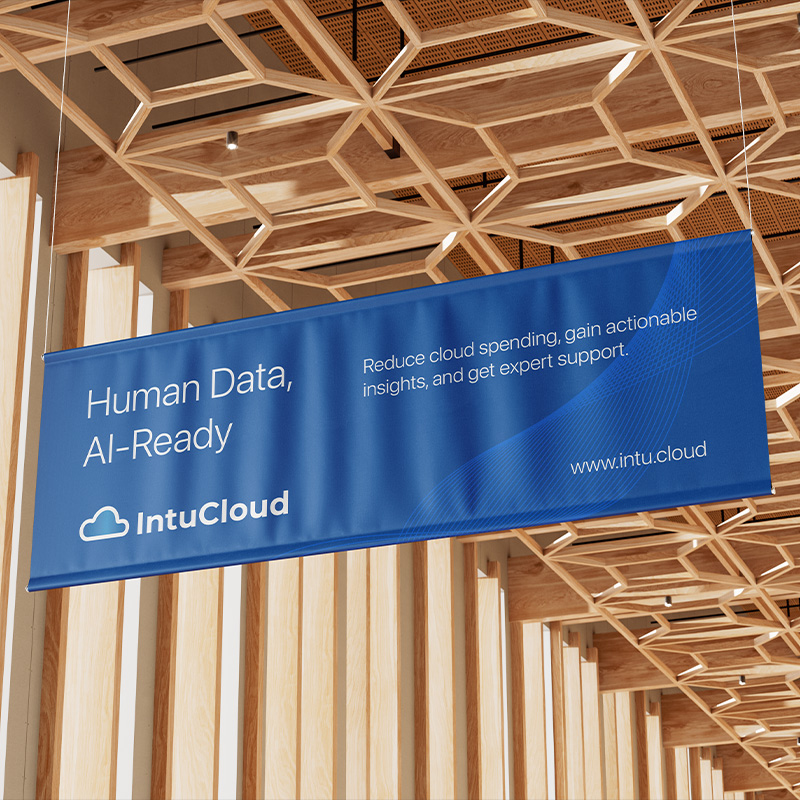 Human Data,
AI-Ready
IntuCloud
Reduce cloud spending, gain actionable
insights, and get expert support.
www.intu.cloud